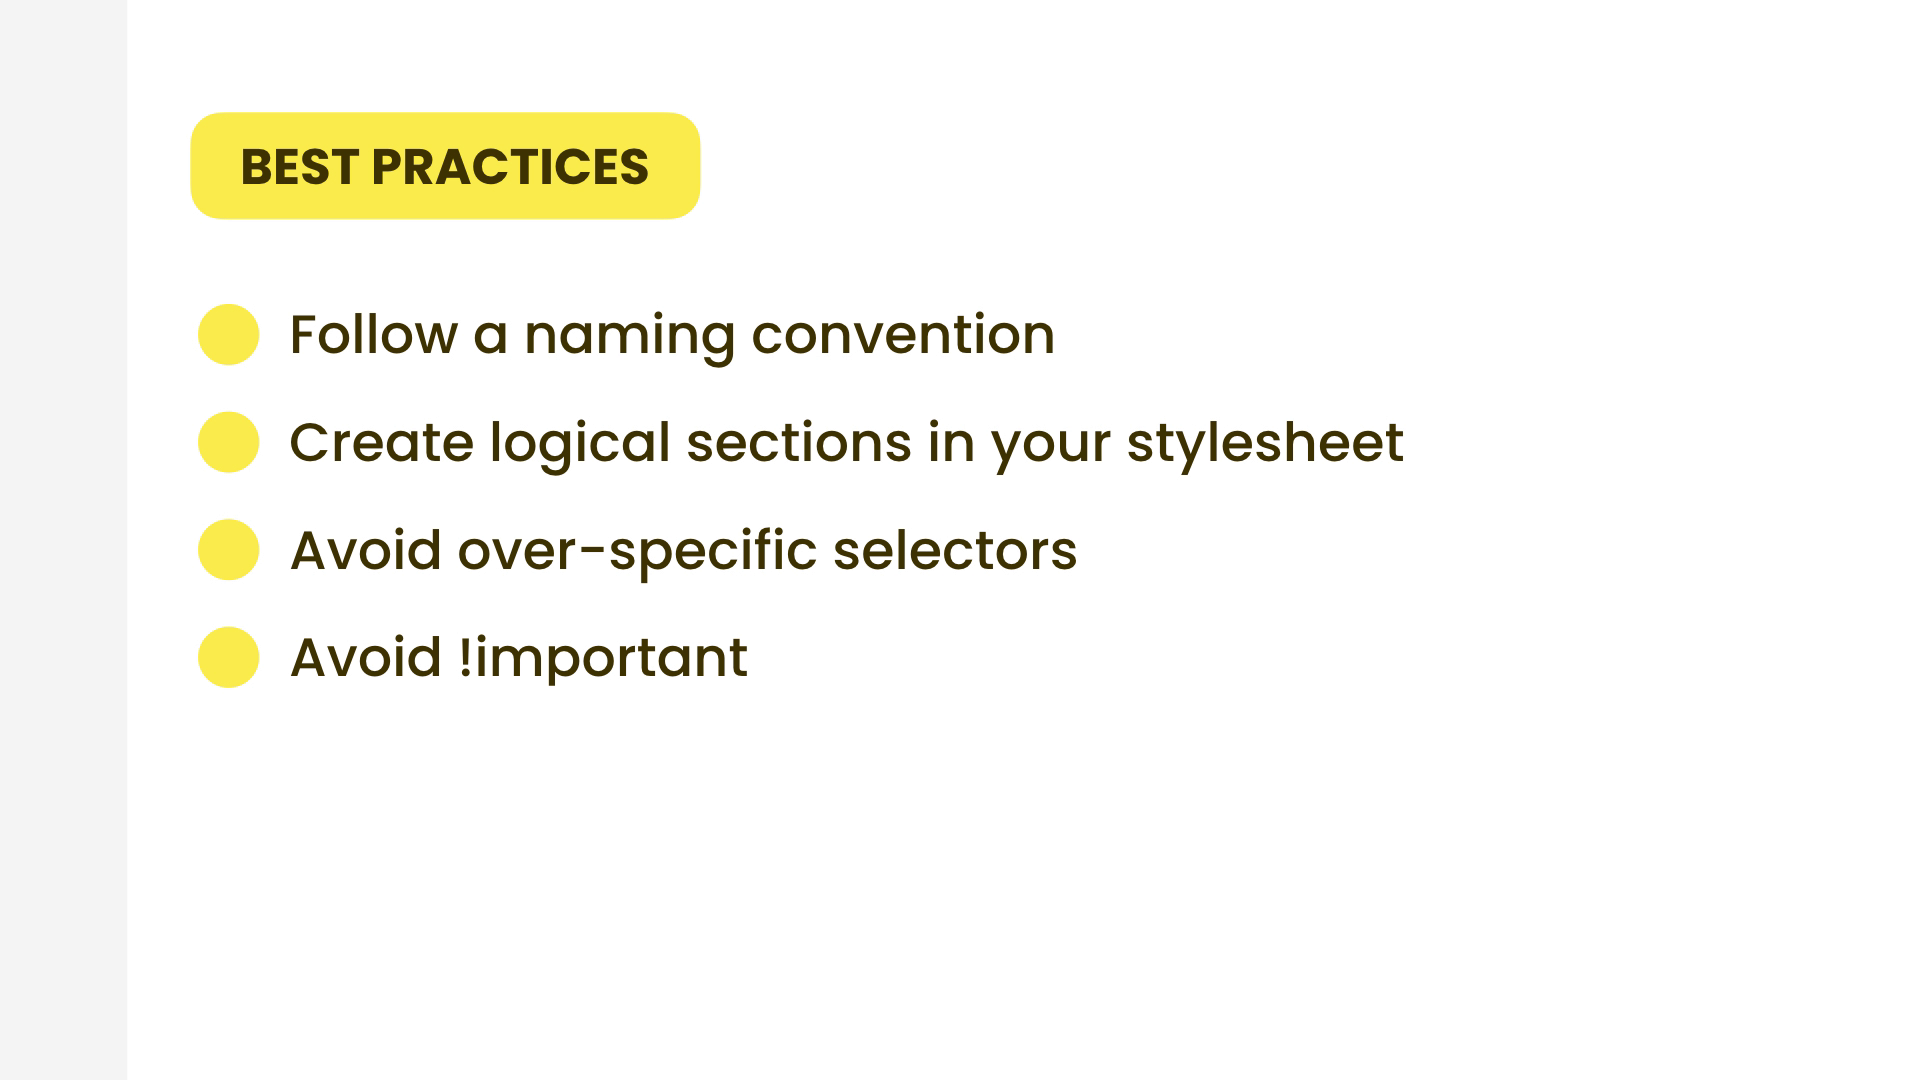 BEST PRACTICES
Follow a naming convention
Create logical sections in your stylesheet
Avoid over-specific selectors
Avoid !important